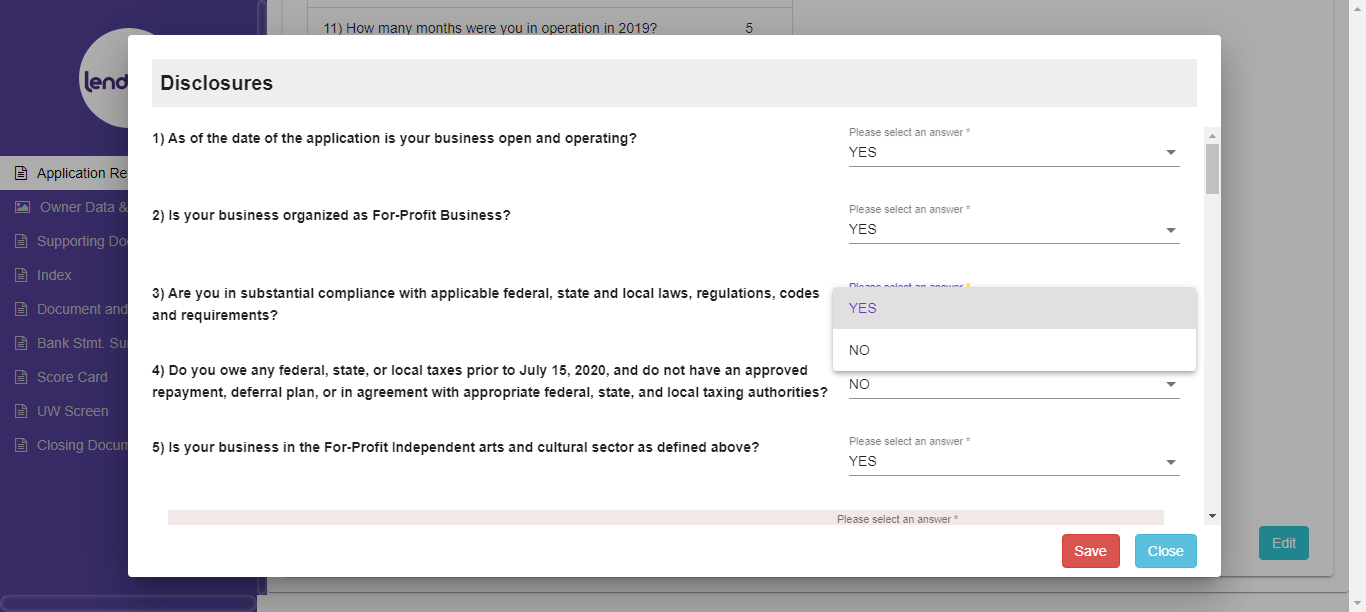 11) How many months were you in operation in 2019? 5
lend
Disclosures
1) As of the date of the application is your business open and operating?
Please select an answer *
YES
2) Is your business organized as For-Profit Business?
Please select an answer *
YES
3) Are you in substantial compliance with applicable federal, state and local laws, regulations, codes
and requirements?
Please select an answer *
YES
NO
4) Do you owe any federal, state, or local taxes prior to July 15, 2020, and do not have an approved
repayment, deferral plan, or in agreement with appropriate federal, state, and local taxing authorities?
NO
5) Is your business in the For-Profit Independent arts and cultural sector as defined above?
Please select an answer *
YES
Please select an answer *
Save
Close
Edit
Application Re
Owner Data &
Supporting Do
Index
Document and
Bank Stmt. Su
Score Card
UW Screen
Closing Docum